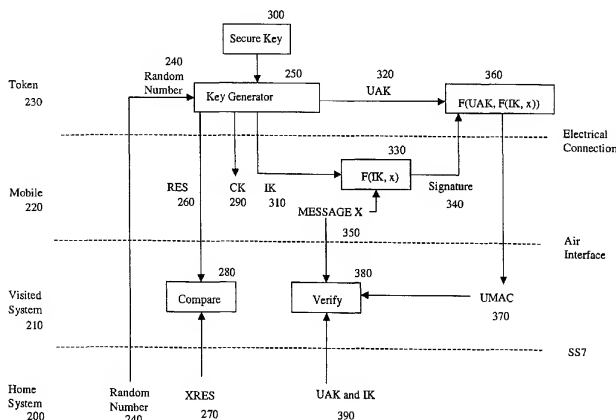 300
Secure Key
240
Random
Number
250
Key Generator
320
UAK
360
F(UAK, F(IK, x))
Token
230
Electrical
Connection
330
F(IK, x)
RES
260
CK
290
IK
310
Signature
340
Mobile
220
MESSAGE X
350
Air
Interface
280
Compare
380
Verify
UMAC
370
Visited
System
210
SS7
Home
System
200
Random
Number
240
XRES
270
UAK and IK
390